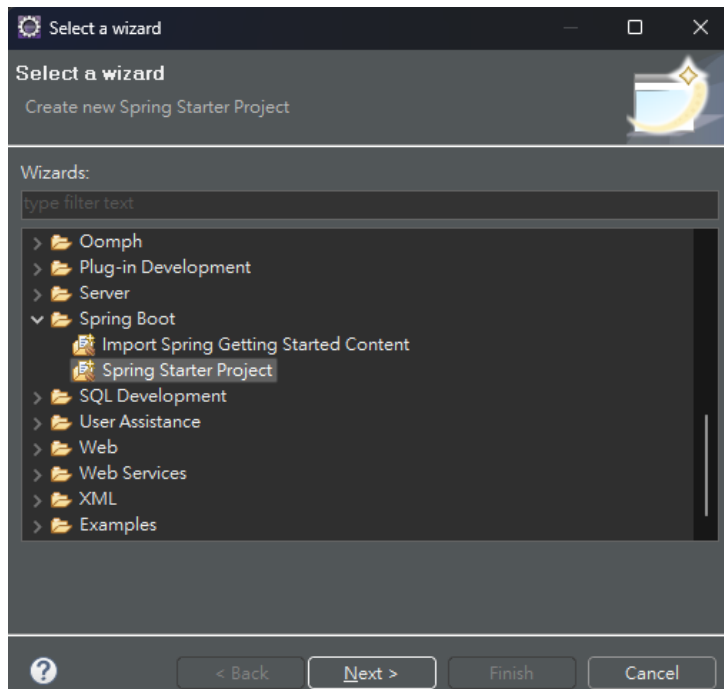 Select a wizard
Select a wizard
Create new Spring Starter Project
Wizards:
type filter text
Oomph
Plug-in Development
Server
Spring Boot
Import Spring Getting Started Content
Spring Starter Project
SQL Development
User Assistance
Web
Web Services
XML
Examples
? < Back Next > Finish Cancel